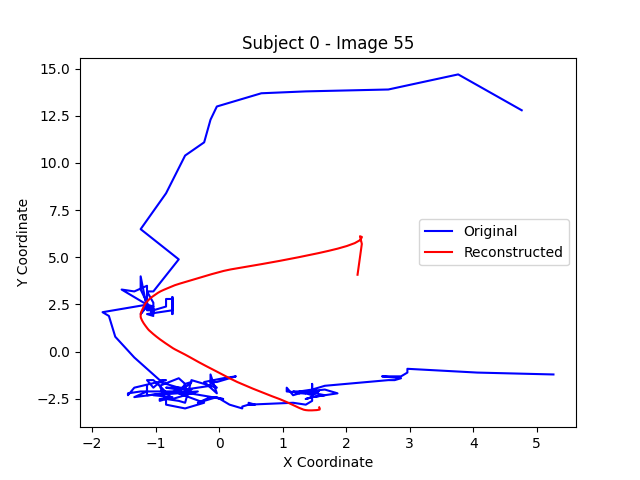 Subject 0 - Image 55
15.0
12.5
10.0
7.5
5.0
2.5
0.0
−2.5
Y Coordinate
Original
Reconstructed
−2 −1 0 1 2 3 4 5
X Coordinate